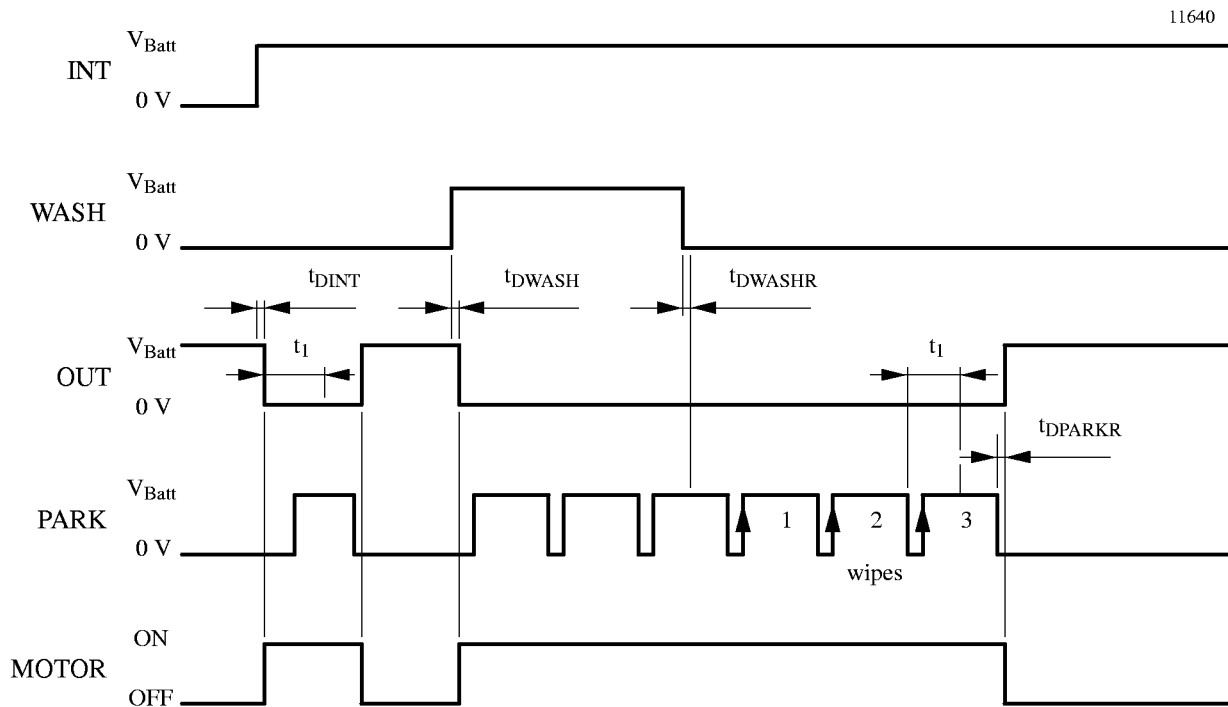 11640
V_Batt
INT
0 V
V_Batt
WASH
0 V
t_DINT t_DWASH t_DWASHR
V_Batt t_1 t_1
OUT
0 V
t_DPARKR
V_Batt
PARK 1 2 3
0 V
wipes
ON
MOTOR
OFF